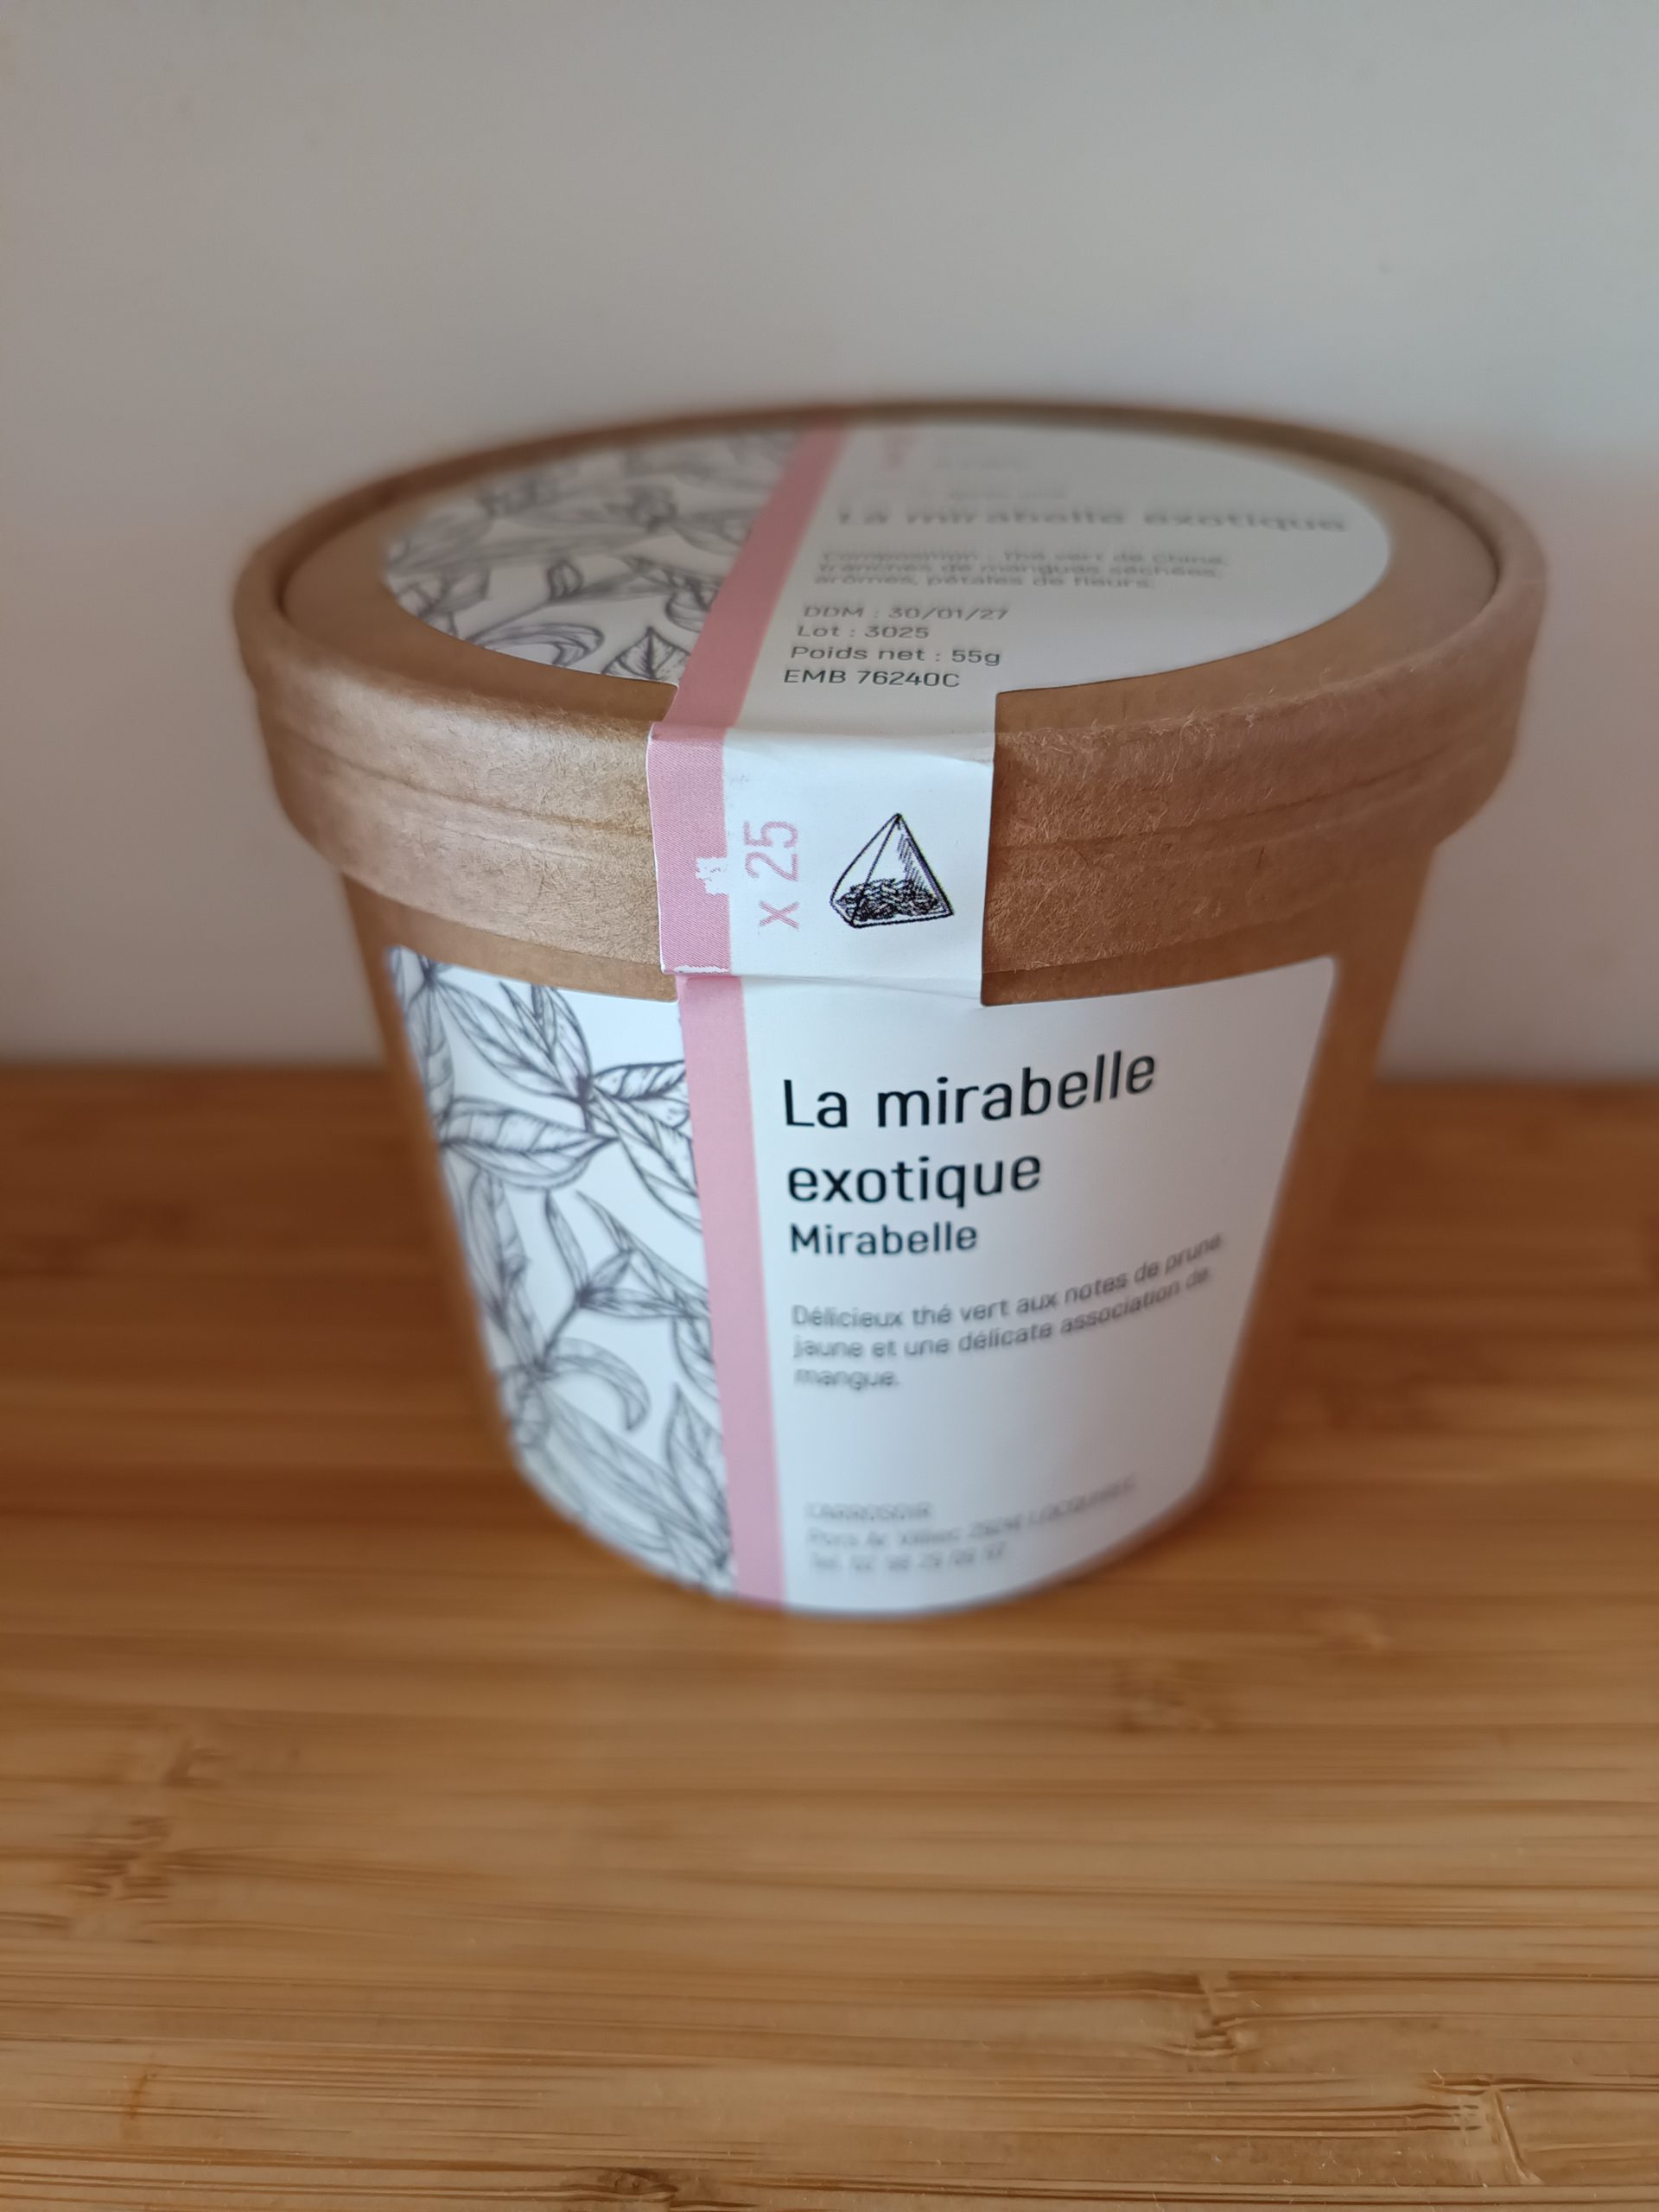 La mirabelle exotique
Composition : Thé vert de Chine,
tranches de mangues séchées,
arômes, pétales de fleurs.
DDM : 30/01/27
Lot : 3025
Poids net : 55g
EMB 76240C
x 25
La mirabelle
exotique
Mirabelle
Délicieux thé vert aux notes de prune
jaune et une délicate association de
mangue.